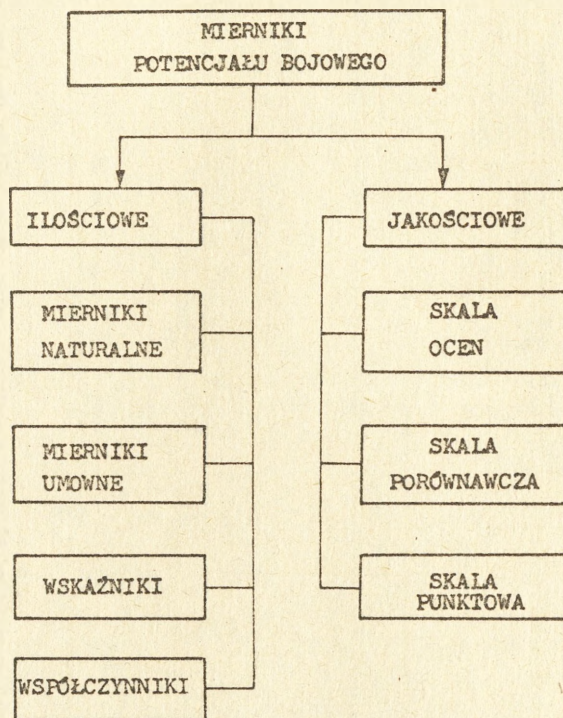 MIERNIKI
POTENCJAŁU BOJOWEGO
ILOŚCIOWE
MIERNIKI
NATURALNE
MIERNIKI
UMOWNE
WSKAŹNIKI
WSPÓŁCZYNNIKI
JAKOŚCIOWE
SKALA
OCEN
SKALA
PORÓWNAWCZA
SKALA
PUNKTOWA